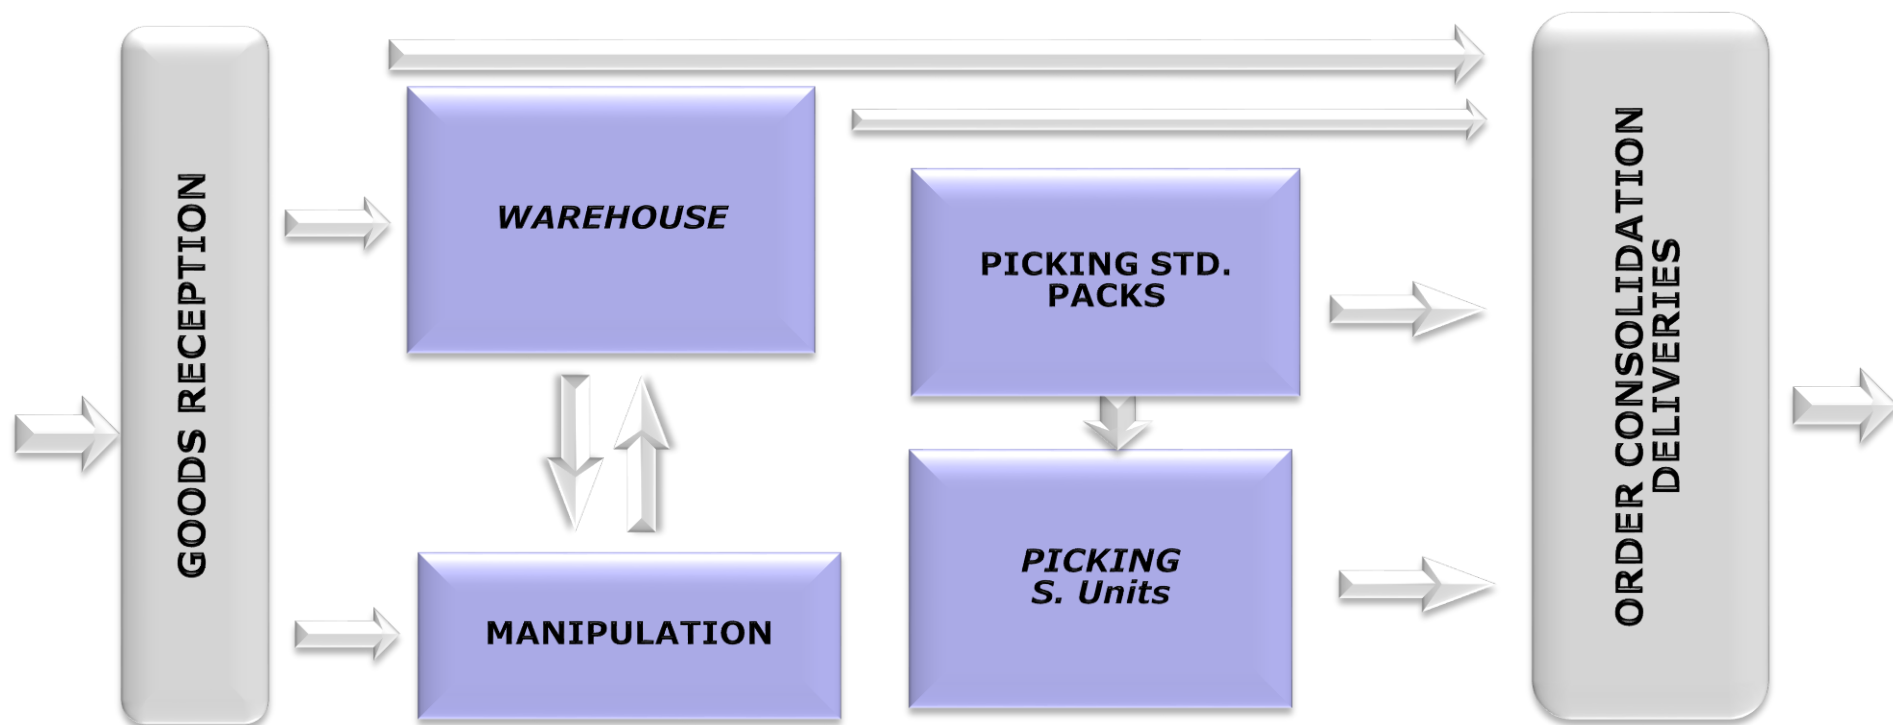 GOODS RECEPTION
WAREHOUSE
MANIPULATION
PICKING STD.
PACKS
PICKING
S. Units
ORDER CONSOLIDATION
DELIVERIES